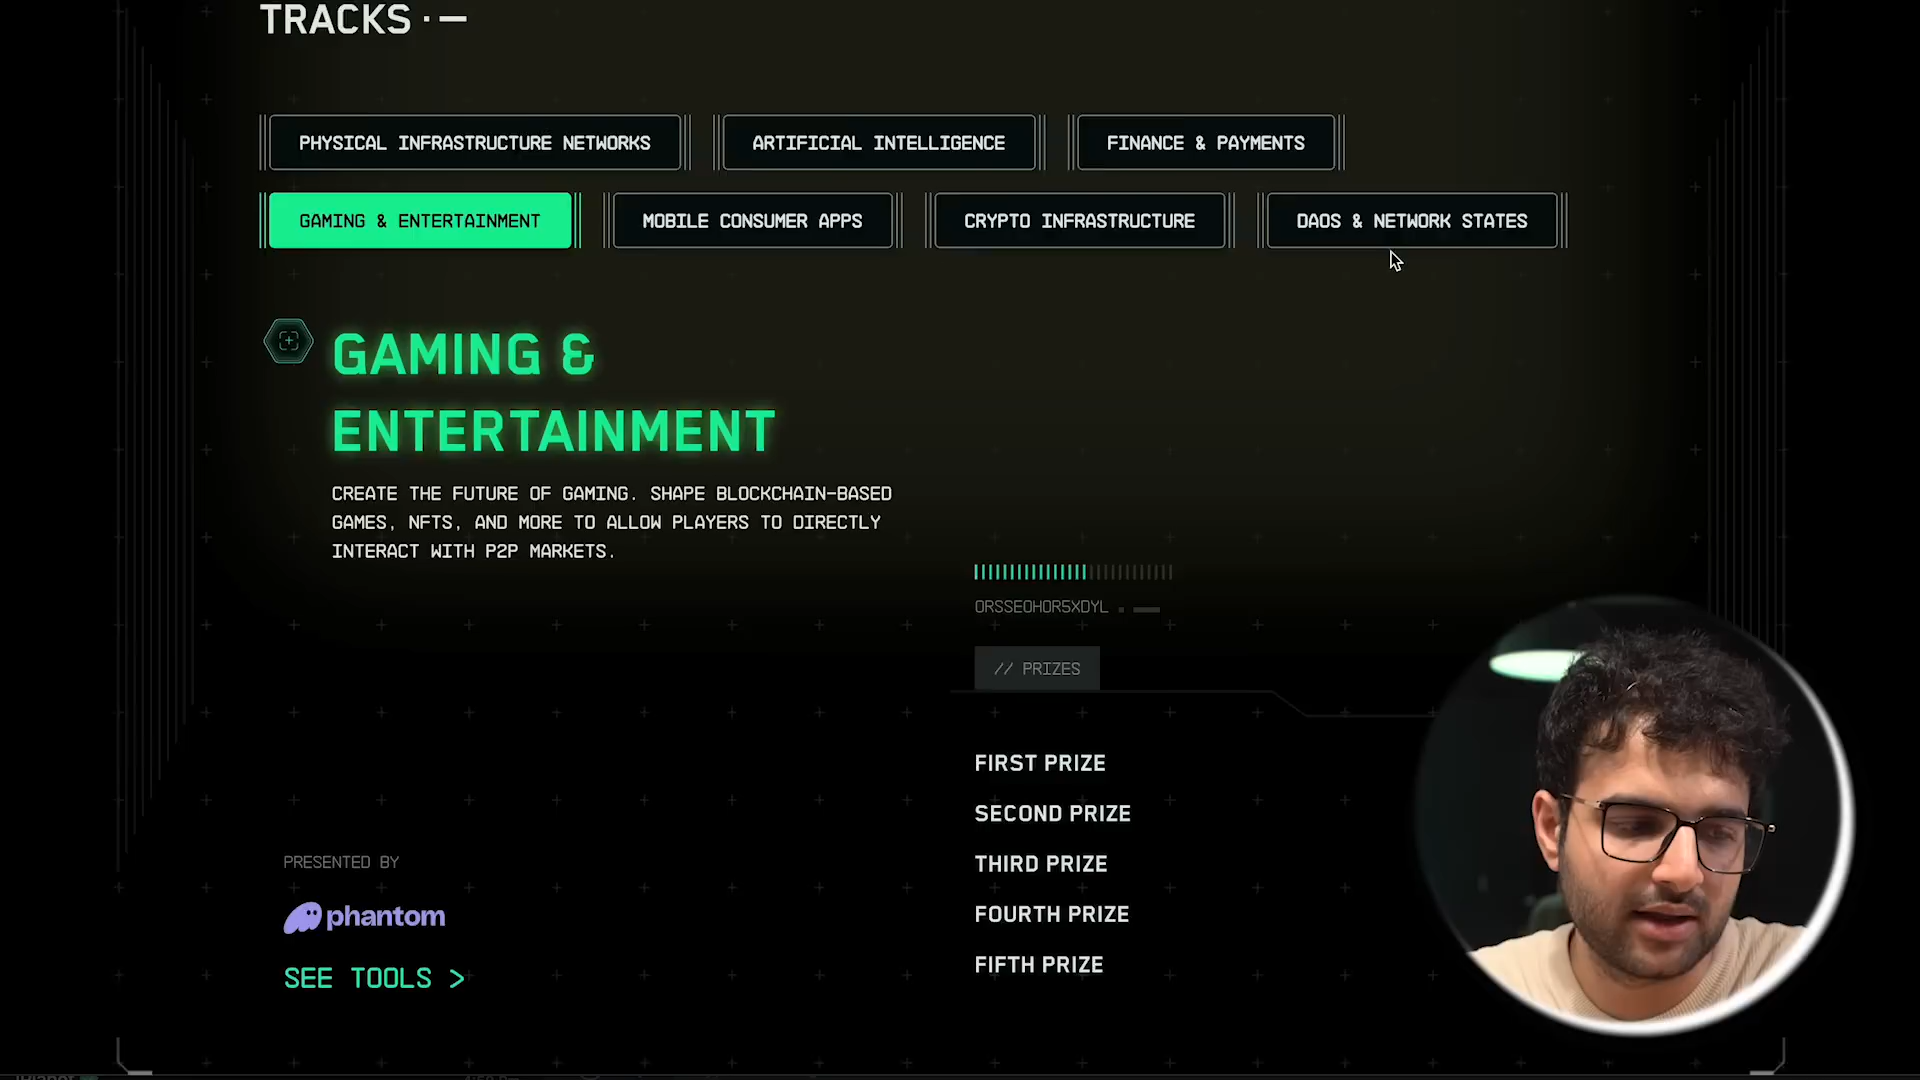 TRACKS
PHYSICAL INFRASTRUCTURE NETWORKS
ARTIFICIAL INTELLIGENCE
FINANCE & PAYMENTS
GAMING & ENTERTAINMENT
MOBILE CONSUMER APPS
CRYPTO INFRASTRUCTURE
DAOS & NETWORK STATES
GAMING &
ENTERTAINMENT
CREATE THE FUTURE OF GAMING. SHAPE BLOCKCHAIN-BASED
GAMES, NFTS, AND MORE TO ALLOW PLAYERS TO DIRECTLY
INTERACT WITH P2P MARKETS.
ORSSEOHOR5XDYL
// PRIZES
FIRST PRIZE
SECOND PRIZE
THIRD PRIZE
FOURTH PRIZE
FIFTH PRIZE
PRESENTED BY
phantom
SEE TOOLS >